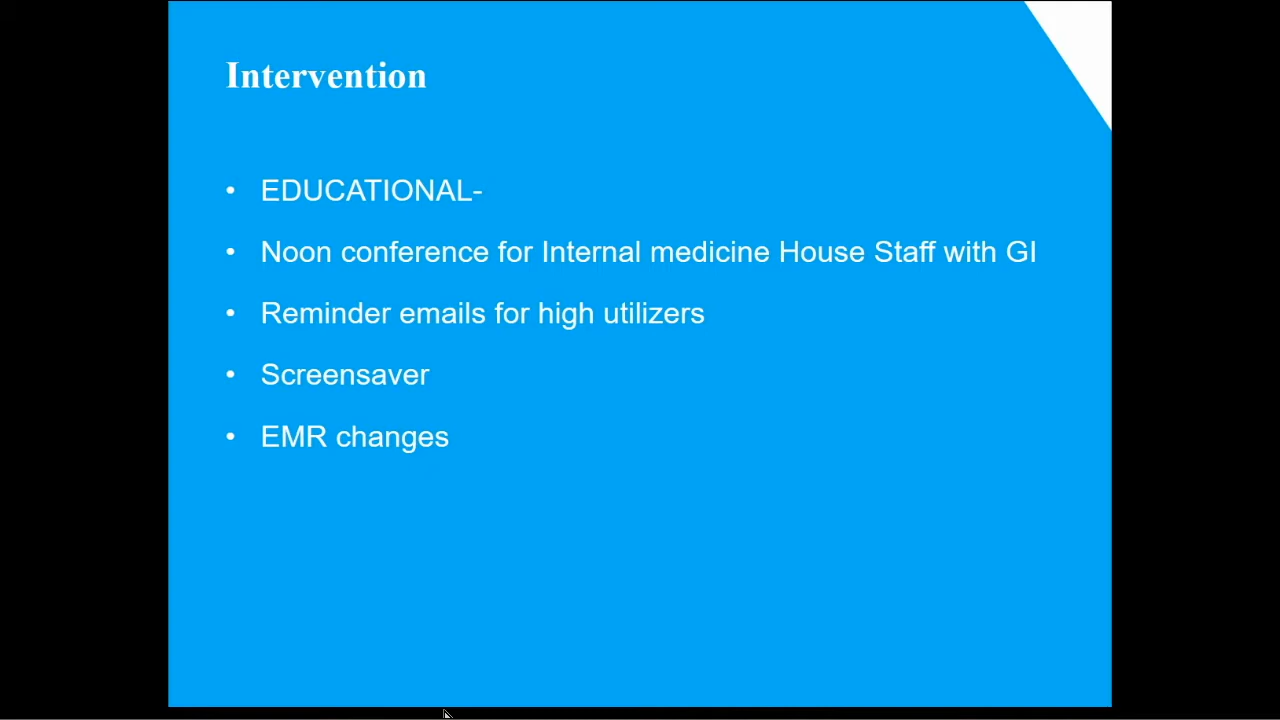 Intervention
• EDUCATIONAL-
• Noon conference for Internal medicine House Staff with GI
• Reminder emails for high utilizers
• Screensaver
• EMR changes